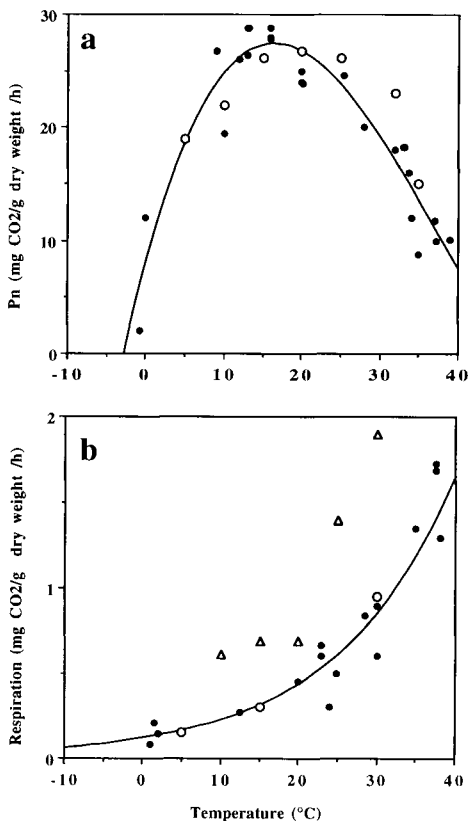 a
30
20
10
0
Pn (mg CO2/g dry weight /h)
-10 0 10 20 30 40
b
2
1
0
Respiration (mg CO2/g dry weight /h)
-10 0 10 20 30 40
Temperature (°C)